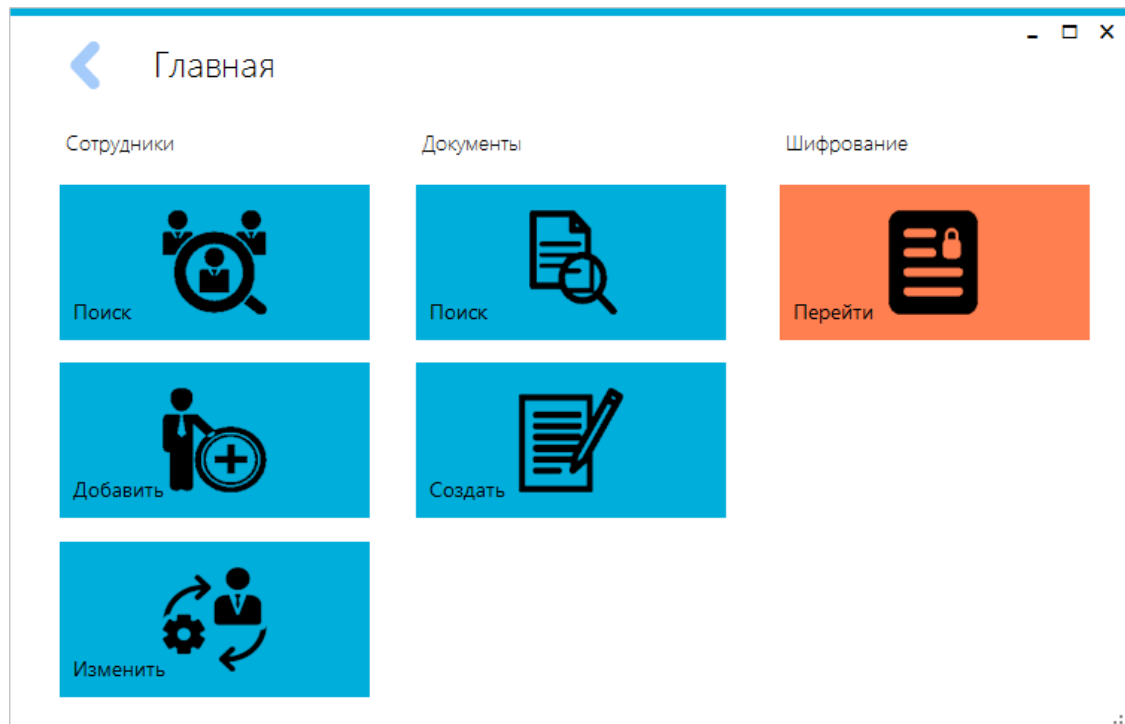 Главная
Сотрудники
Документы
Шифрование
Поиск
Поиск
Перейти
Добавить
Создать
Изменить